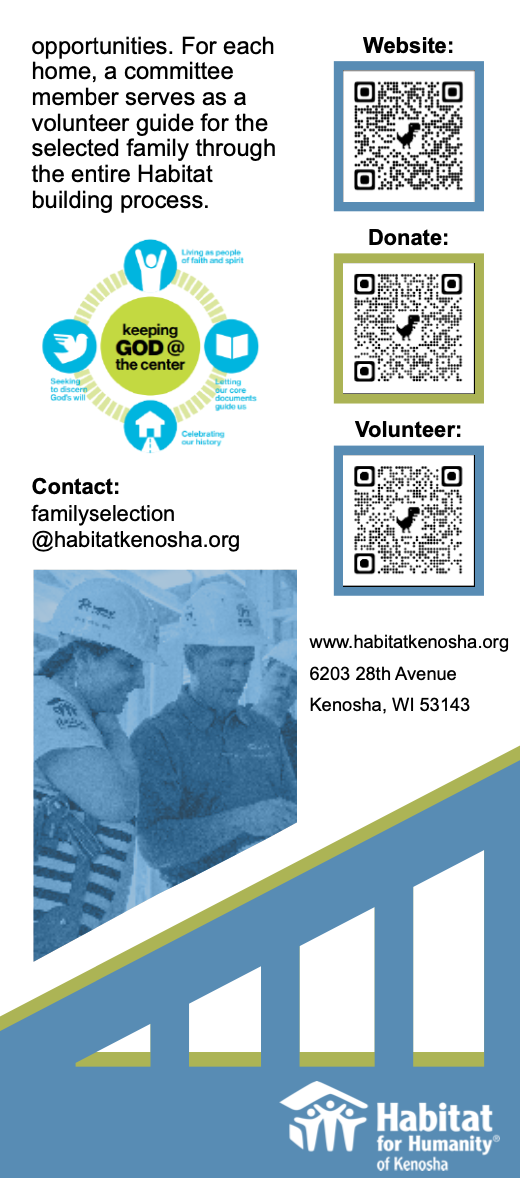 opportunities. For each
home, a committee
member serves as a
volunteer guide for the
selected family through
the entire Habitat
building process.
Living as people
of faith and spirit
keeping
GOD @
the center
Seeking
to discern
God's will
Letting
our core
documents
guide us
Celebrating
our history
Contact:
familyselection
@habitatkenosha.org
Website:
Donate:
Volunteer:
www.habitatkenosha.org
6203 28th Avenue
Kenosha, WI 53143
Habitat
for Humanity®
of Kenosha